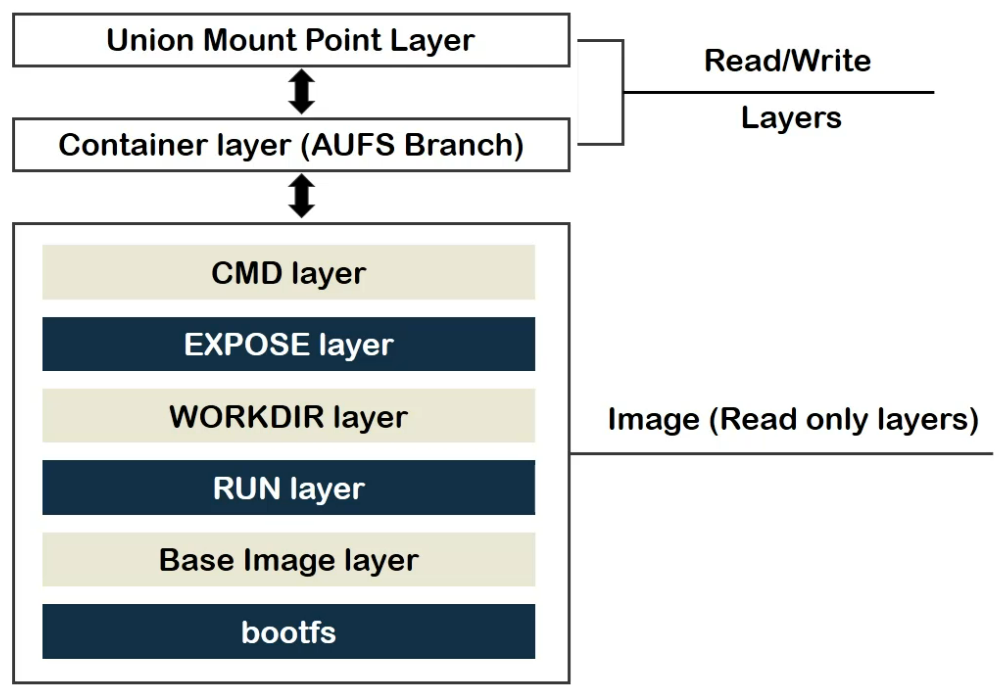 Union Mount Point Layer
Read/Write
Layers
Container layer (AUFS Branch)
CMD layer
EXPOSE layer
WORKDIR layer
Image (Read only layers)
RUN layer
Base Image layer
bootfs